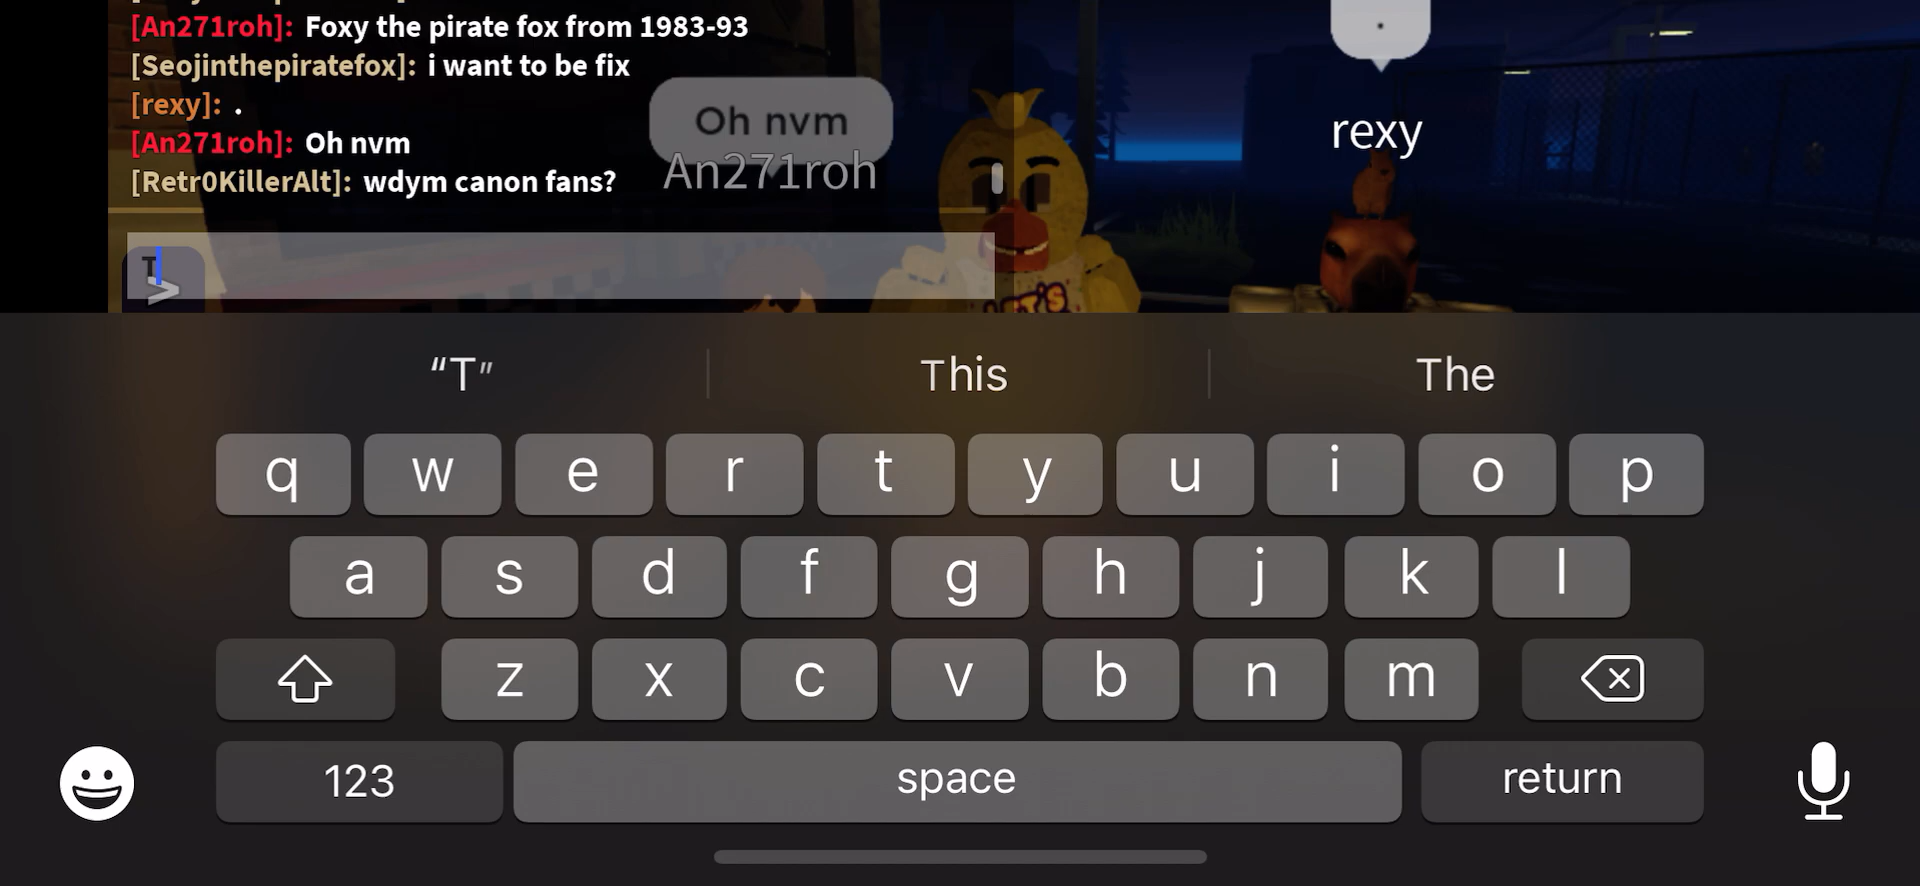 [An271roh]: Foxy the pirate fox from 1983-93
[Seojinthepiratefox]: i want to be fix
[rexy]: .
[An271roh]: Oh nvm
[Retr0KillerAlt]: wdym canon fans?
Oh nvm
An271roh
.
rexy
LET'S
T
>
“T”
This
The
q w e r t y u i o p
a s d f g h j k l
z x c v b n m
123
space
return